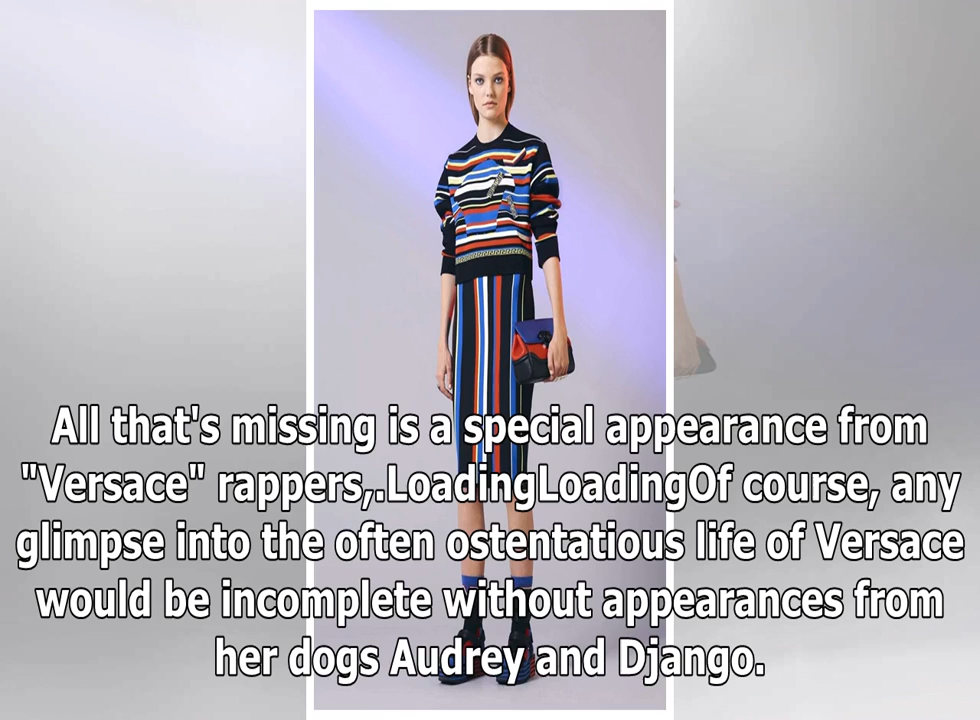 All that's missing is a special appearance from
"Versace" rappers,.LoadingLoadingOf course, any
glimpse into the often ostentatious life of Versace
would be incomplete without appearances from
her dogs Audrey and Django.